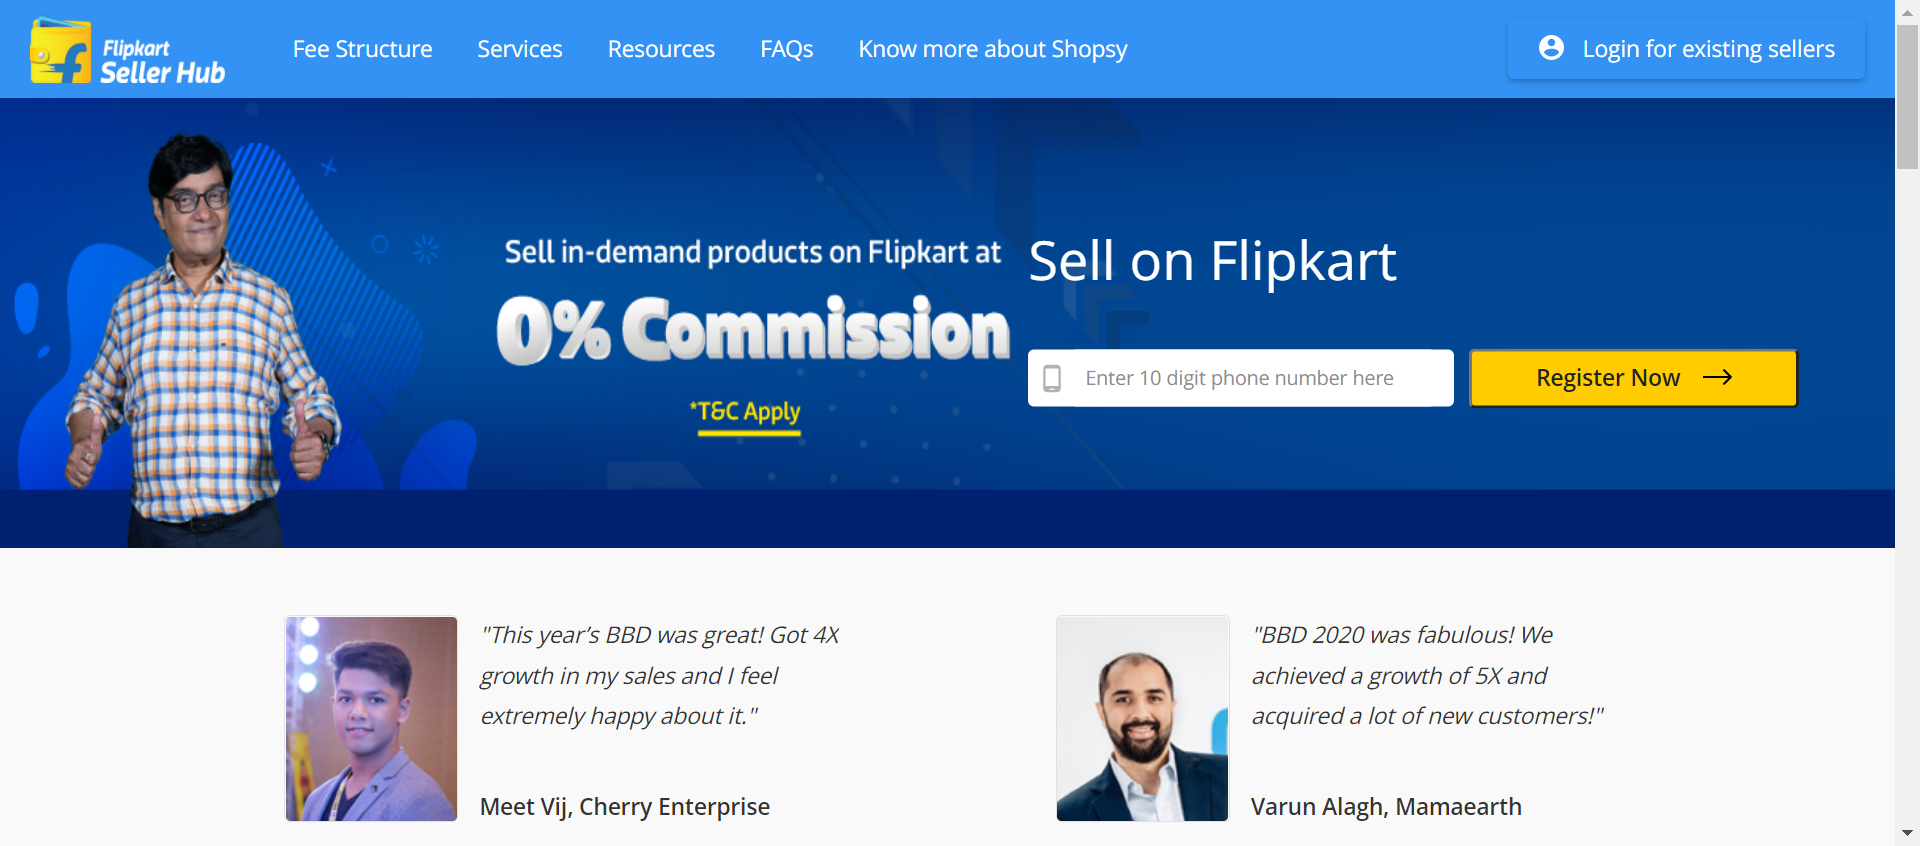 Flipkart
Seller Hub
Fee Structure
Services
Resources
FAQs
Know more about Shopsy
Login for existing sellers
Sell in-demand products on Flipkart at
0% Commission
*T&C Apply
Sell on Flipkart
Enter 10 digit phone number here
Register Now
"This year’s BBD was great! Got 4X
growth in my sales and I feel
extremely happy about it."
Meet Vij, Cherry Enterprise
"BBD 2020 was fabulous! We
achieved a growth of 5X and
acquired a lot of new customers!"
Varun Alagh, Mamaearth